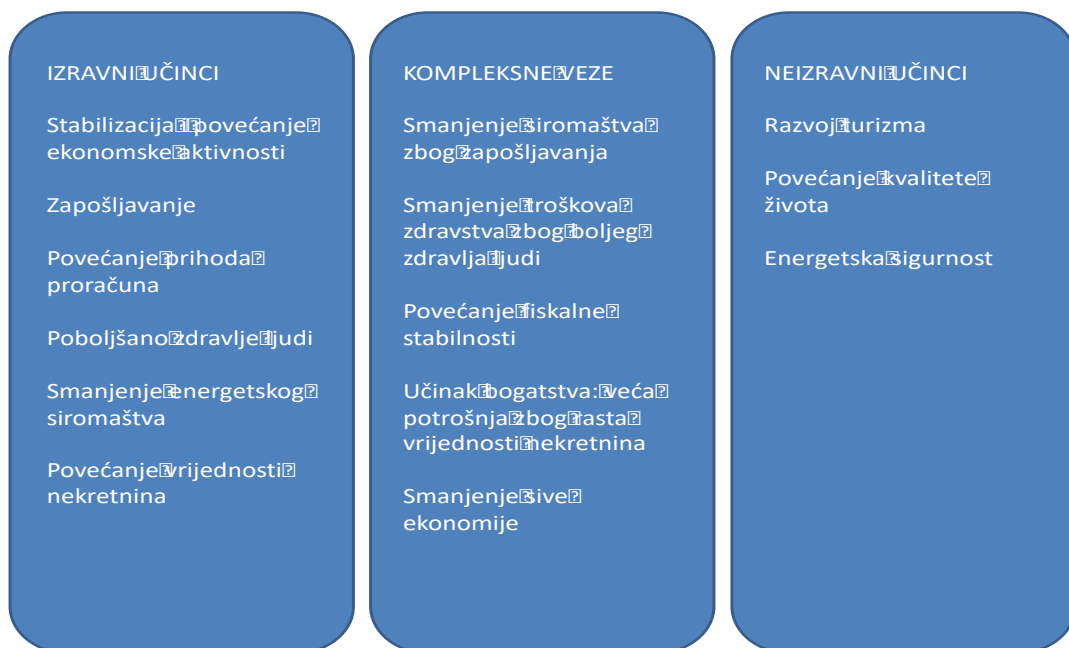 IZRAVNI UČINCI
Stabilizacija i povećanje
ekonomske aktivnosti
Zapošljavanje
Povećanje prihoda
proračuna
Poboljšano zdravlje ljudi
Smanjenje energetskog
siromaštva
Povećanje vrijednosti
nekretnina
KOMPLEKSNE VEZE
Smanjenje siromaštva
zbog zapošljavanja
Smanjenje troškova
zdravstva zbog boljeg
zdravlja ljudi
Povećanje fiskalne
stabilnosti
Učinak bogatstva: veća
potrošnja zbog rasta
vrijednosti nekretnina
Smanjenje sive
ekonomije
NEIZRAVNI UČINCI
Razvoj turizma
Povećanje kvalitete
života
Energetska sigurnost